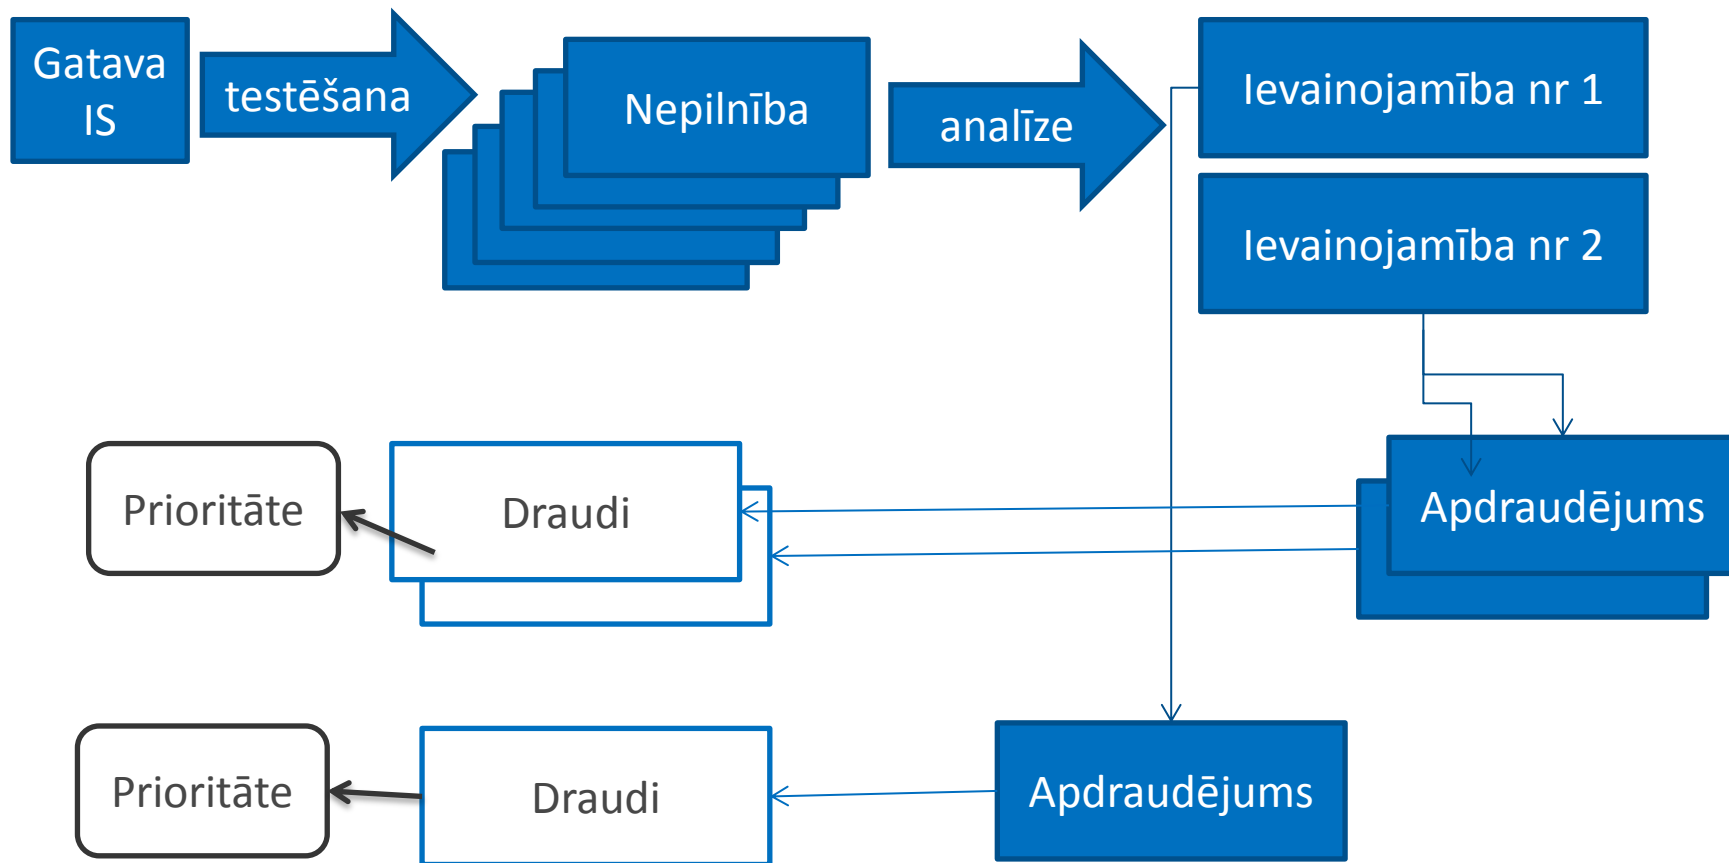 Gatava
IS
testēšana
Nepilnība
analīze
Ievainojamība nr 1
Ievainojamība nr 2
Prioritāte
Draudi
Apdraudējums
Prioritāte
Draudi
Apdraudējums